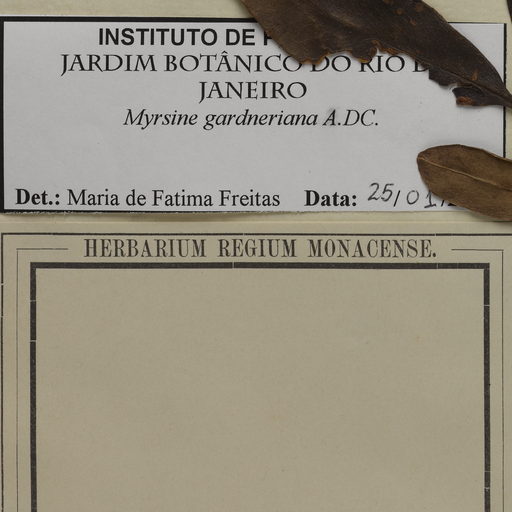 INSTITUTO DE
JARDIM BOTÂNICO DO RIO
JANEIRO
Myrsine gardneriana A.DC.
Det.: Maria de Fatima Freitas Data: 25/01/
HERBARIUM REGIUM MONACENSE.